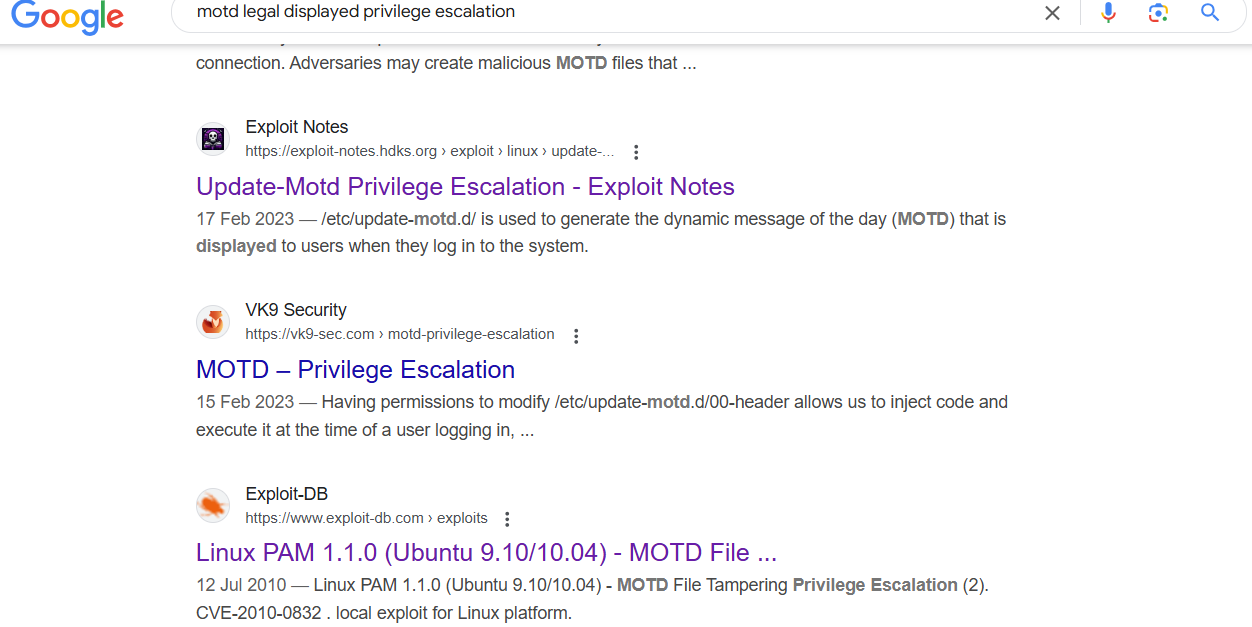 Google
motd legal displayed privilege escalation
connection. Adversaries may create malicious MOTD files that ...
Exploit Notes
https://exploit-notes.hdks.org › exploit › linux › update-...
Update-Motd Privilege Escalation - Exploit Notes
17 Feb 2023 — /etc/update-motd.d/ is used to generate the dynamic message of the day (MOTD) that is
displayed to users when they log in to the system.
VK9 Security
https://vk9-sec.com › motd-privilege-escalation
MOTD – Privilege Escalation
15 Feb 2023 — Having permissions to modify /etc/update-motd.d/00-header allows us to inject code and
execute it at the time of a user logging in, ...
Exploit-DB
https://www.exploit-db.com › exploits
Linux PAM 1.1.0 (Ubuntu 9.10/10.04) - MOTD File ...
12 Jul 2010 — Linux PAM 1.1.0 (Ubuntu 9.10/10.04) - MOTD File Tampering Privilege Escalation (2).
CVE-2010-0832 . local exploit for Linux platform.